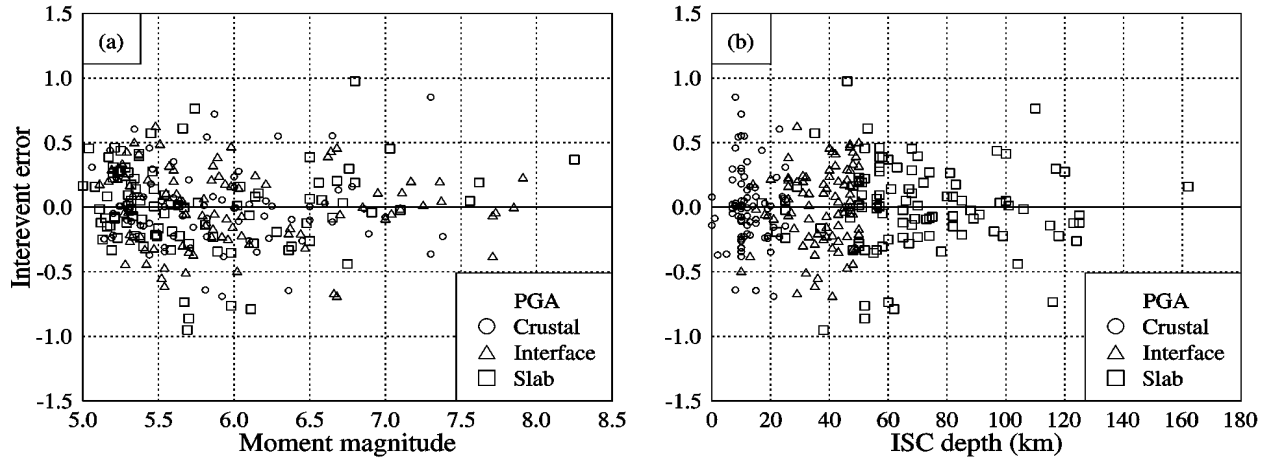 (a)
1.5
1.0
0.5
0.0
-0.5
-1.0
-1.5
Interevent error
5.0 5.5 6.0 6.5 7.0 7.5 8.0 8.5
Moment magnitude
PGA
Crustal
Interface
Slab
(b)
1.5
1.0
0.5
0.0
-0.5
-1.0
-1.5
0 20 40 60 80 100 120 140 160 180
ISC depth (km)
PGA
Crustal
Interface
Slab